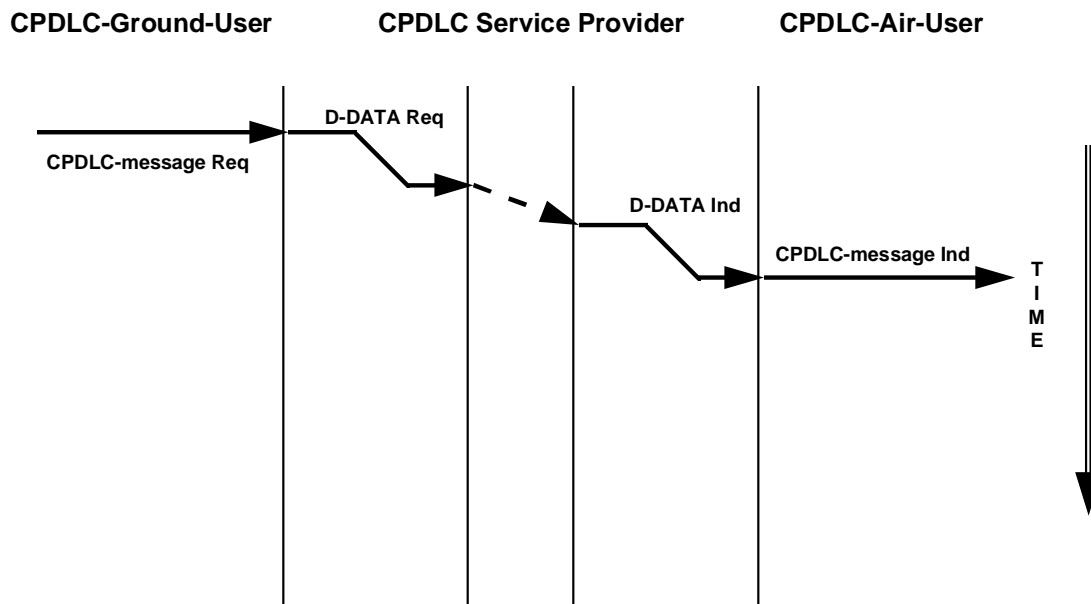 CPDLC-Ground-User
CPDLC Service Provider
CPDLC-Air-User
D-DATA Req
CPDLC-message Req
D-DATA Ind
CPDLC-message Ind
T
I
M
E